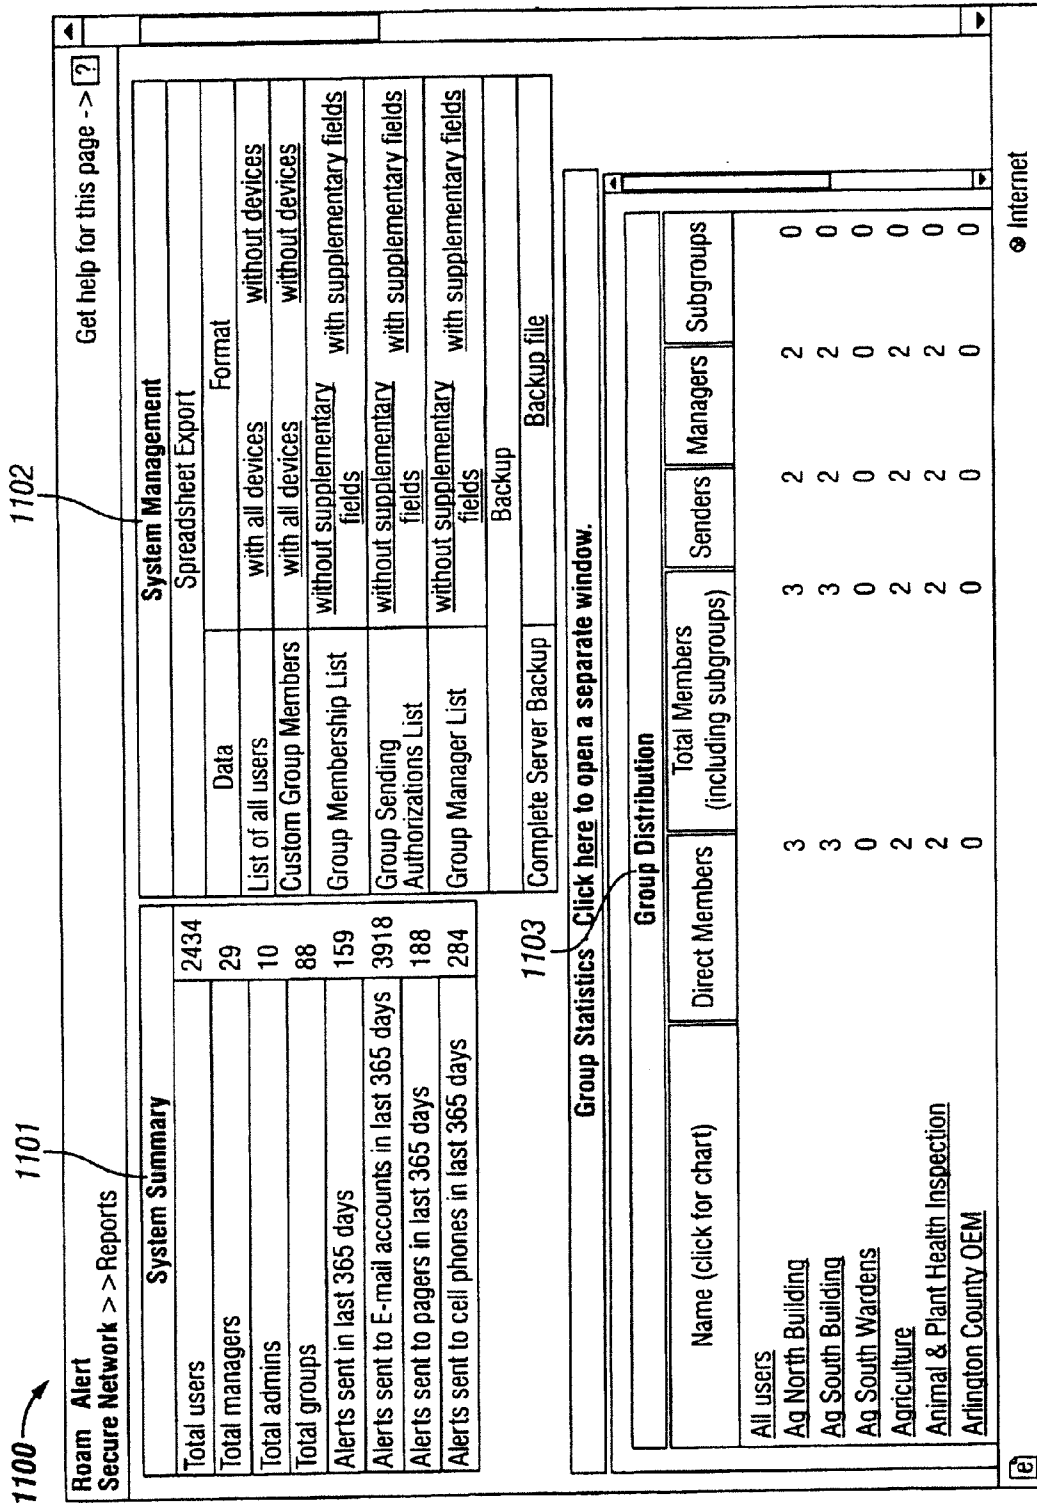 1100
1101
1102
Roam Alert
Secure Network > > Reports
Get help for this page - > ?
System Summary
Total users 2434
Total managers 29
Total admins 10
Total groups 88
Alerts sent in last 365 days 159
Alerts sent to E-mail accounts in last 365 days 3918
Alerts sent to pagers in last 365 days 188
Alerts sent to cell phones in last 365 days 284
System Management
Spreadsheet Export
Data Format
List of all users with all devices without devices
Custom Group Members with all devices without devices
Group Membership List without supplementary fields with supplementary fields
Group Sending Authorizations List without supplementary fields with supplementary fields
Group Manager List without supplementary fields with supplementary fields
Backup
Complete Server Backup Backup file
1103
Group Statistics Click here to open a separate window.
Group Distribution
Name (click for chart) Direct Members Total Members (including subgroups) Senders Managers Subgroups
All users
Ag North Building 3 3 2 2 0
Ag South Building 3 3 2 2 0
Ag South Wardens 0 0 0 0 0
Agriculture 2 2 2 2 0
Animal & Plant Health Inspection 2 2 2 2 0
Arlington County OEM 0 0 0 0 0
e
Internet